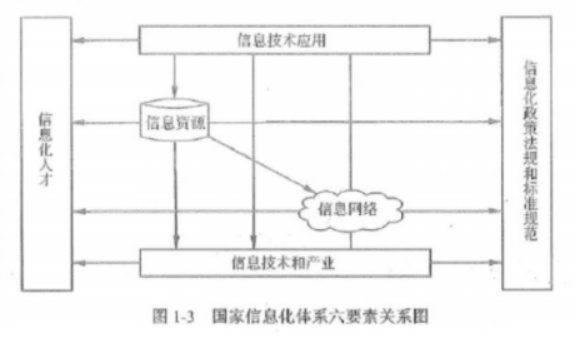 信息技术应用
信息化人才
信息资源
信息网络
信息技术和产业
信息化政策法规和标准规范
图 1-3 国家信息化体系六要素关系图